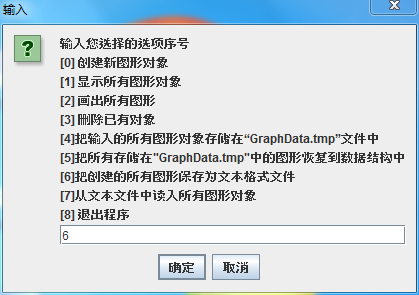 输入
输入您选择的选项序号
[0] 创建新图形对象
[1] 显示所有图形对象
[2] 画出所有图形
[3] 删除已有对象
[4]把输入的所有图形对象存储在“GraphData.tmp”文件中
[5]把所有存储在"GraphData.tmp"中的图形恢复到数据结构中
[6]把创建的所有图形保存为文本格式文件
[7]从文本文件中读入所有图形对象
[8] 退出程序
6
确定 取消